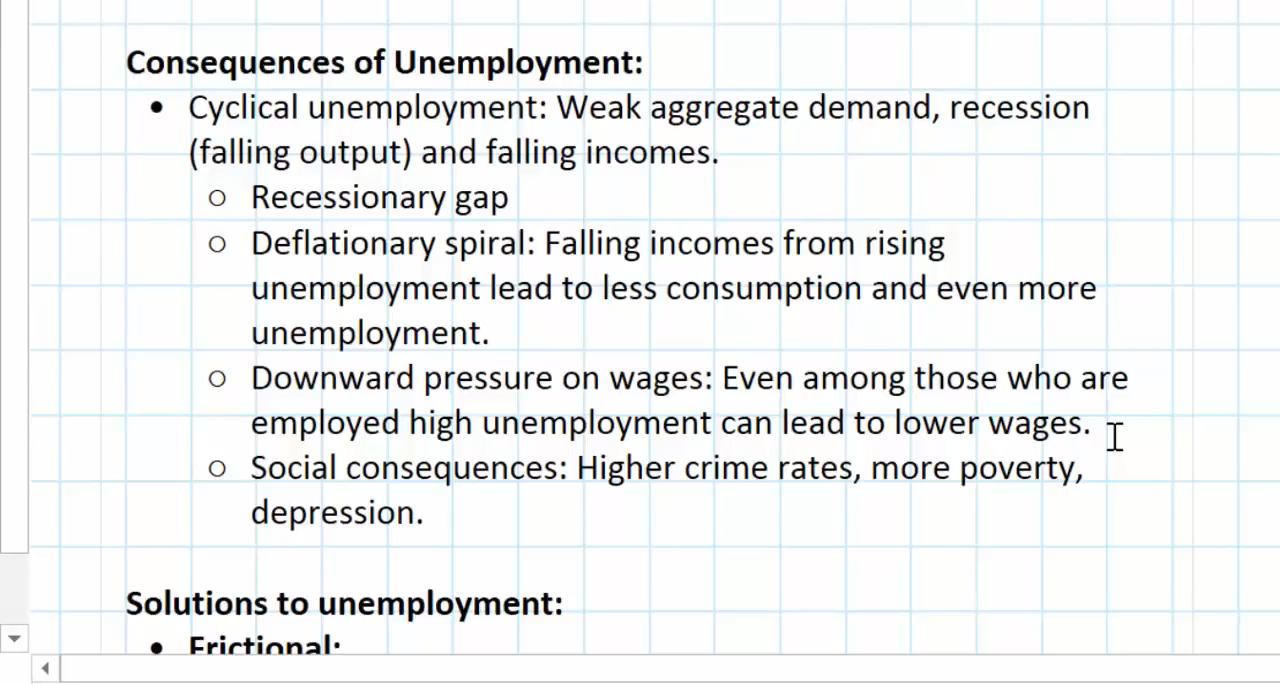 Consequences of Unemployment:
• Cyclical unemployment: Weak aggregate demand, recession
(falling output) and falling incomes.
○ Recessionary gap
○ Deflationary spiral: Falling incomes from rising
unemployment lead to less consumption and even more
unemployment.
○ Downward pressure on wages: Even among those who are
employed high unemployment can lead to lower wages.
○ Social consequences: Higher crime rates, more poverty,
depression.
Solutions to unemployment:
• Frictional: